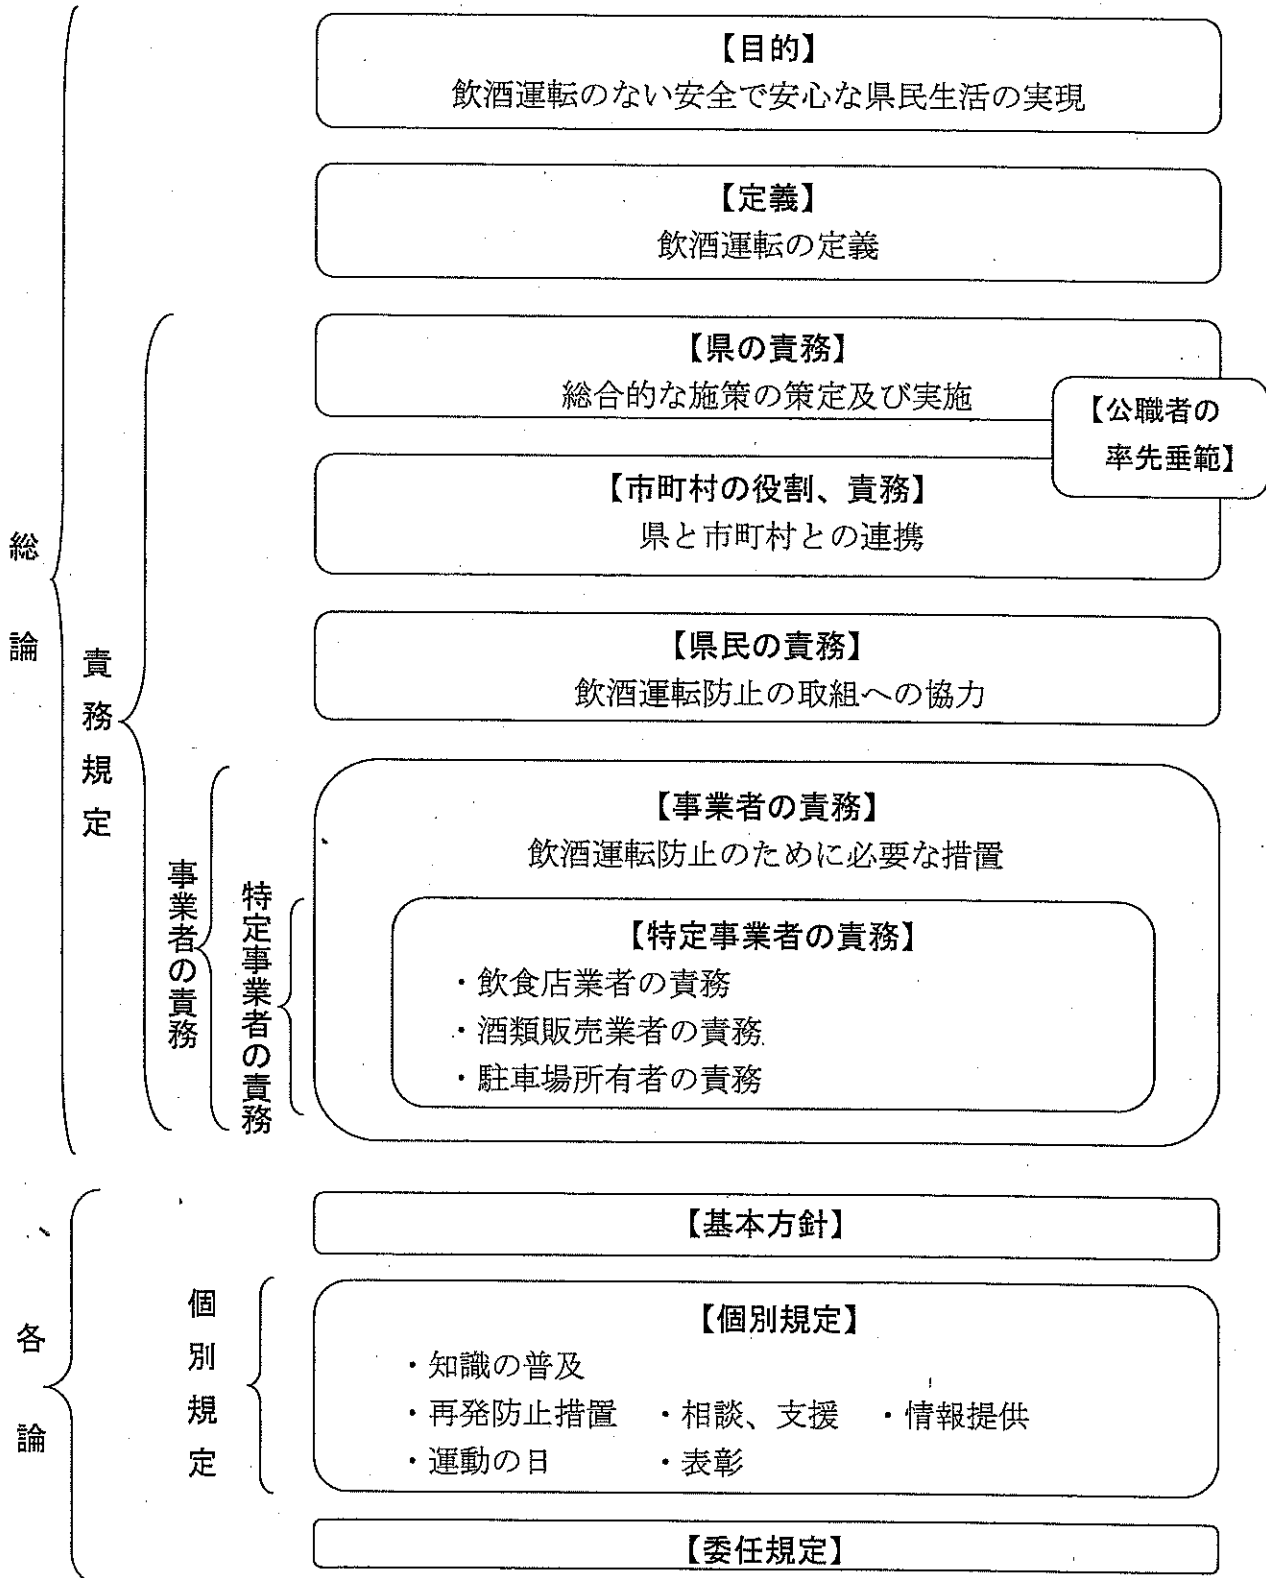 【目的】
飲酒運転のない安全で安心な県民生活の実現
【定義】
飲酒運転の定義
【県の責務】
総合的な施策の策定及び実施
【公職者の
率先垂範】
【市町村の役割、責務】
県と市町村との連携
【県民の責務】
飲酒運転防止の取組への協力
【事業者の責務】
飲酒運転防止のために必要な措置
【特定事業者の責務】
・飲食店業者の責務
・酒類販売業者の責務
・駐車場所有者の責務
総論
責務規定
事業者の責務
特定事業者の責務
【基本方針】
【個別規定】
・知識の普及
・再発防止措置 ・相談、支援 ・情報提供
・運動の日 ・表彰
【委任規定】
各論
個別規定